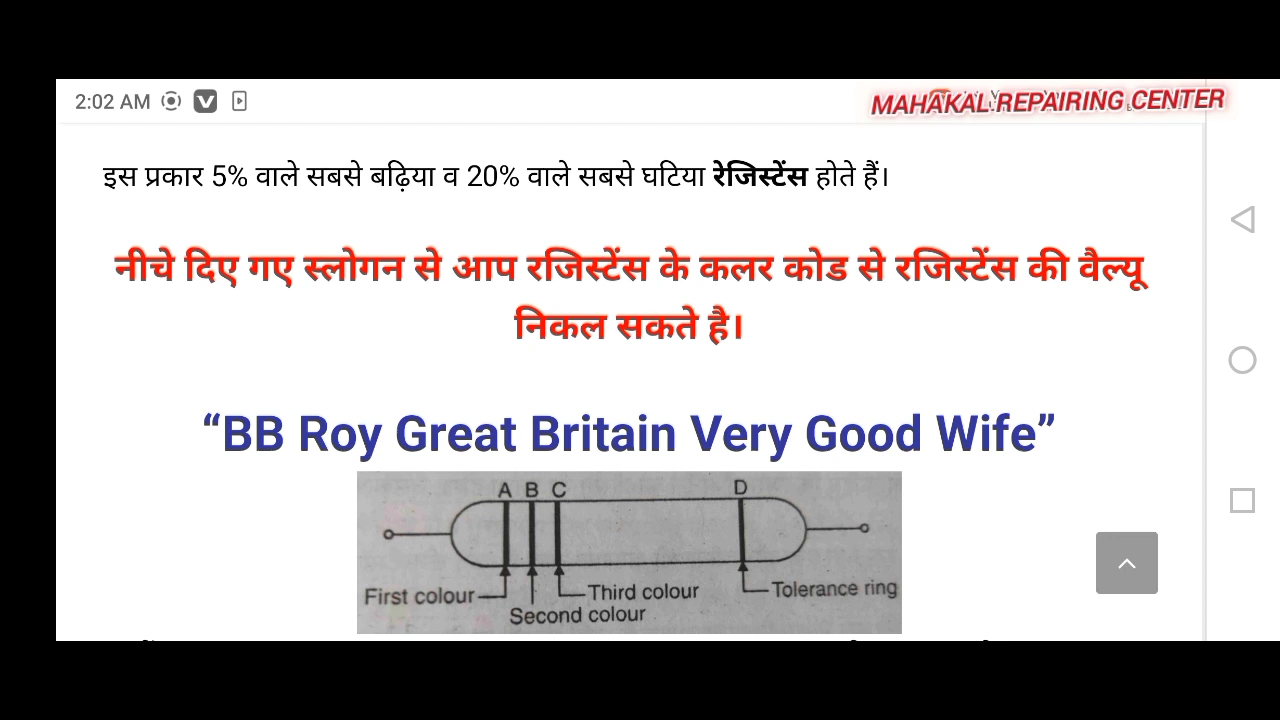 2:02 AM
MAHAKAL REPAIRING CENTER
इस प्रकार 5% वाले सबसे बढ़िया व 20% वाले सबसे घटिया रेजिस्टेंस होते हैं।
नीचे दिए गए स्लोगन से आप रजिस्टेंस के कलर कोड से रजिस्टेंस की वैल्यू
निकल सकते है।
“BB Roy Great Britain Very Good Wife”
A B C D
First colour
Third colour
Tolerance ring
Second colour